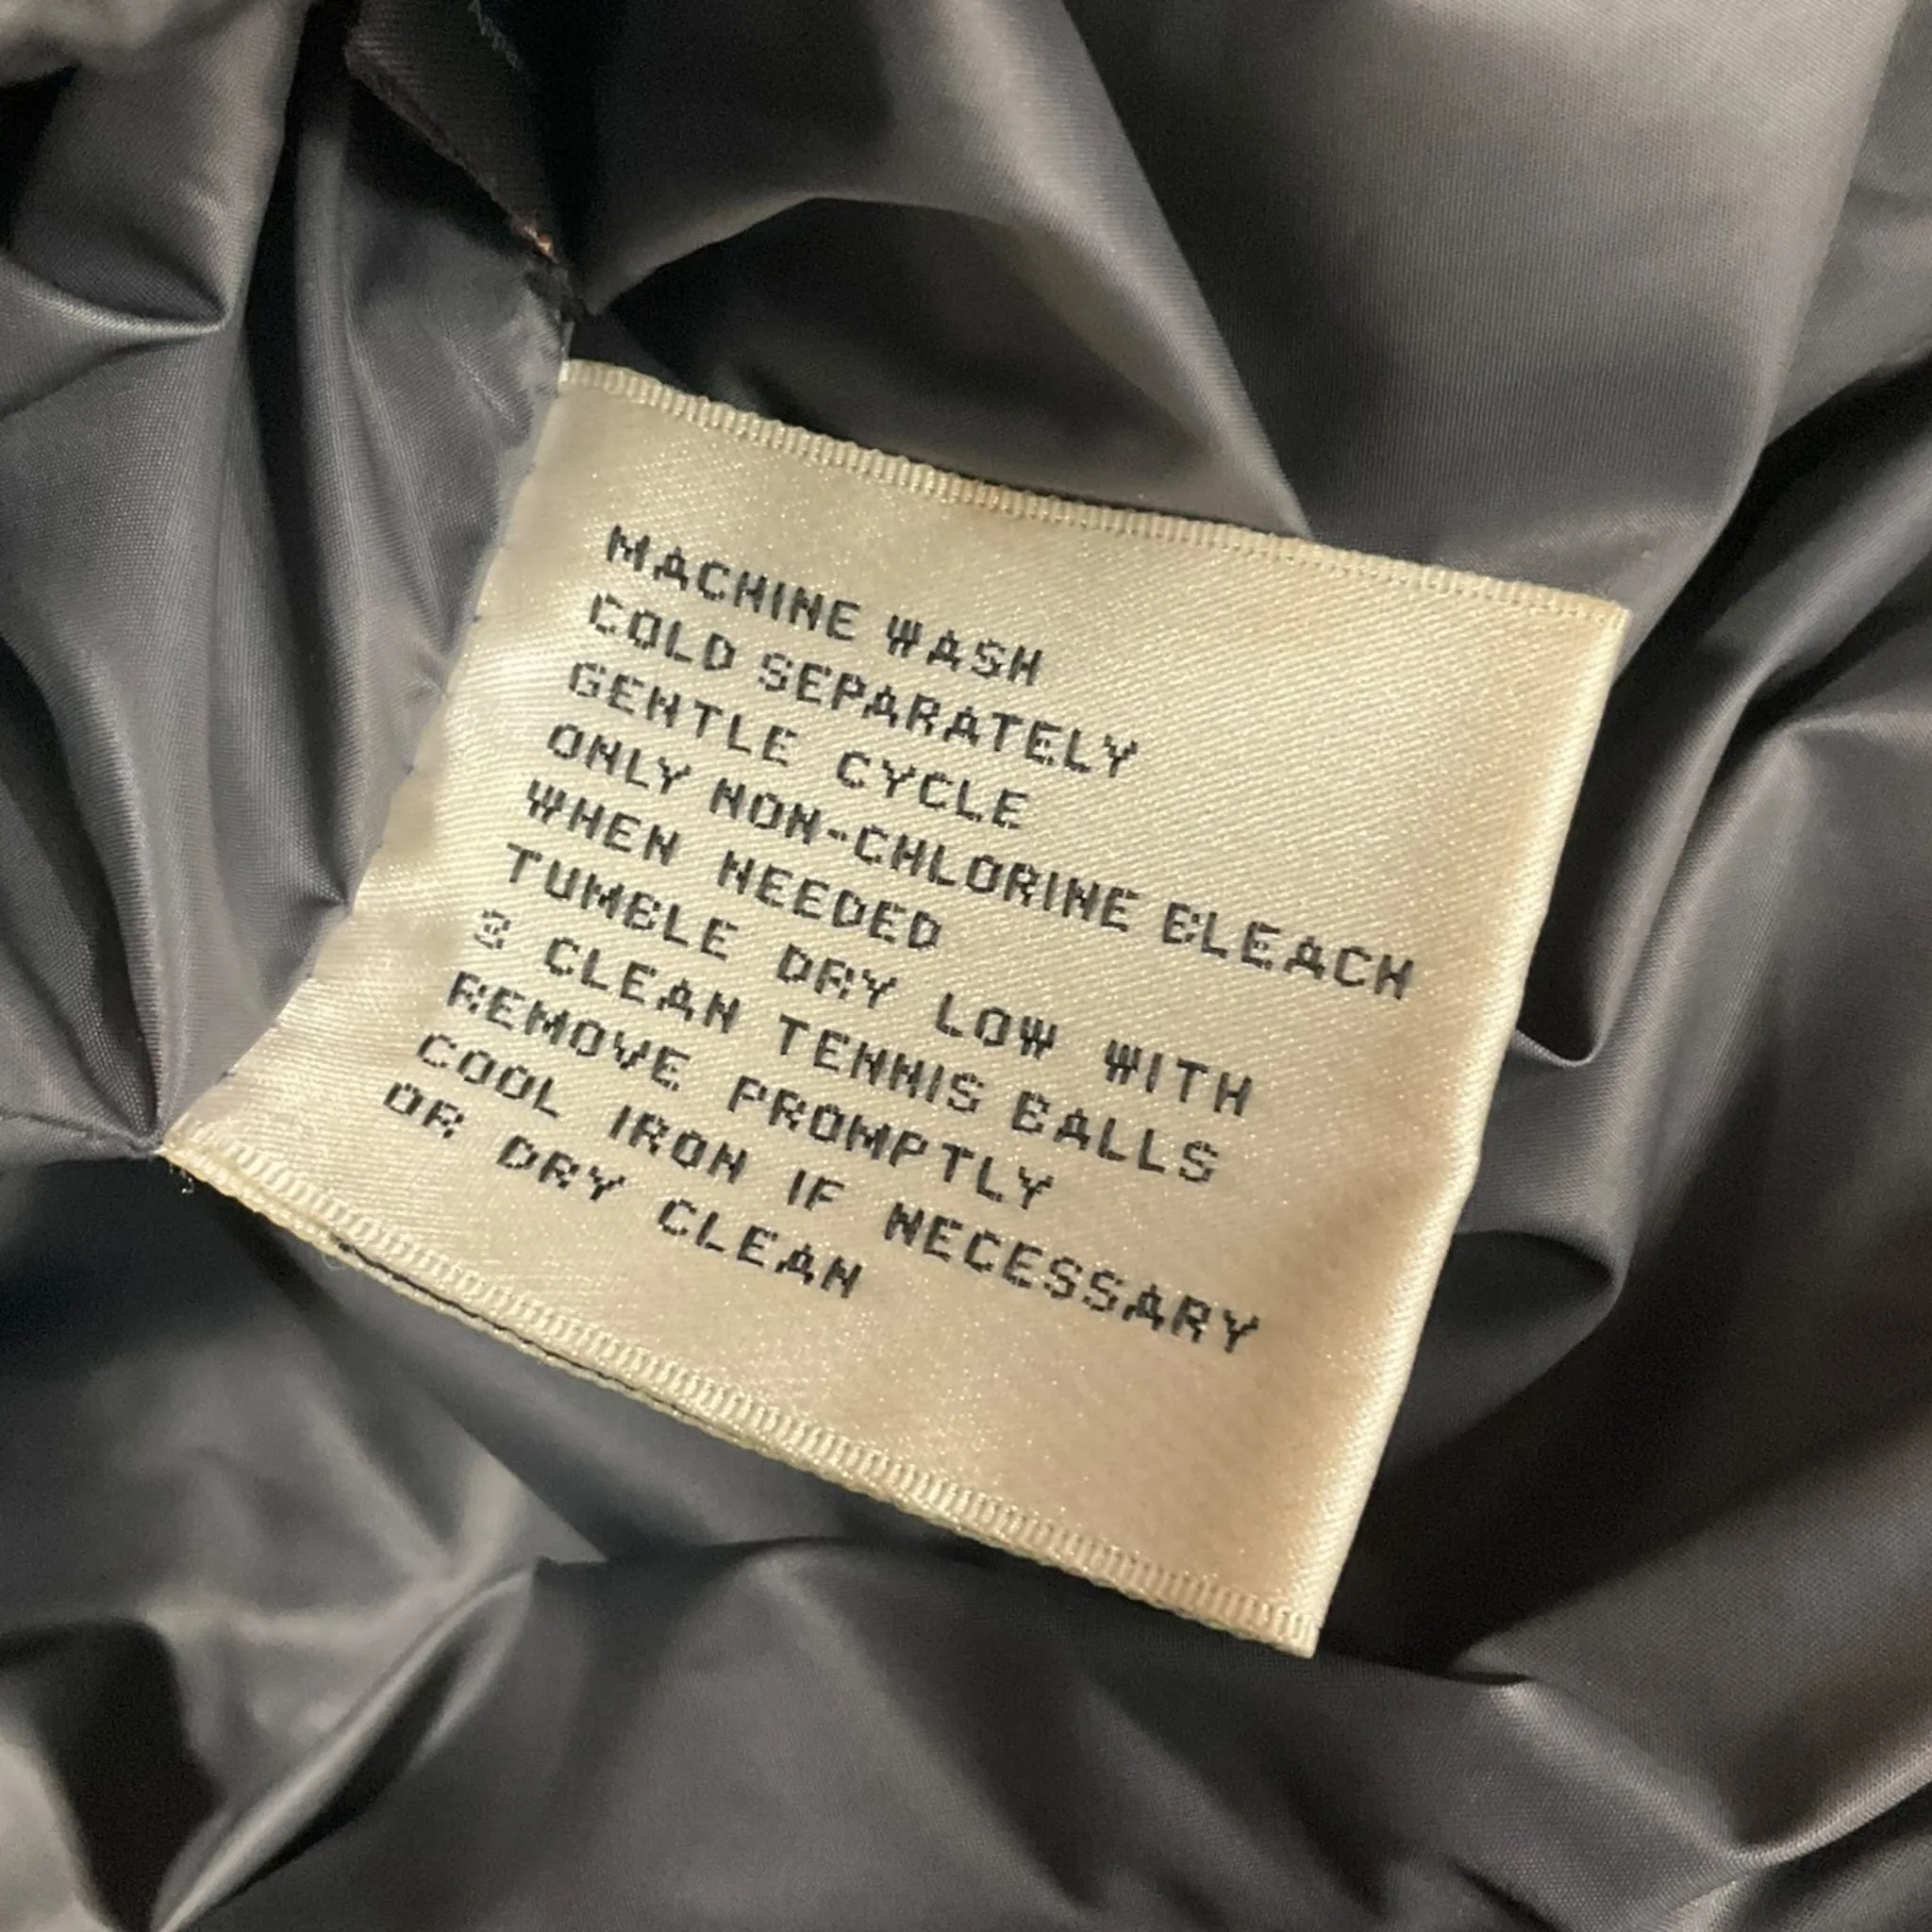 MACHINE WASH
COLD SEPARATELY
GENTLE CYCLE
ONLY NON-CHLORINE BLEACH
WHEN NEEDED
TUMBLE DRY LOW WITH
3 CLEAN TENNIS BALLS
REMOVE PROMPTLY
COOL IRON IF NECESSARY
OR DRY CLEAN